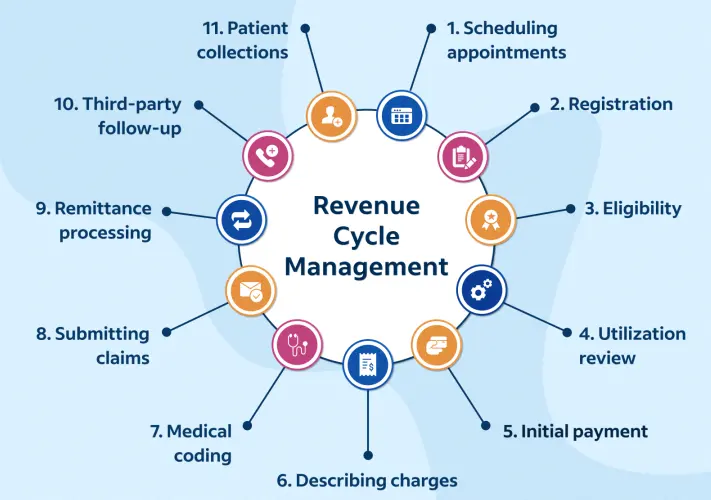 Revenue
Cycle
Management
1. Scheduling
appointments
2. Registration
3. Eligibility
4. Utilization
review
5. Initial payment
6. Describing charges
7. Medical
coding
8. Submitting
claims
9. Remittance
processing
10. Third-party
follow-up
11. Patient
collections